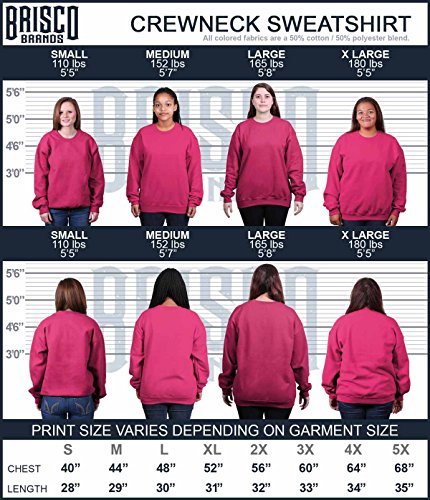 BRISCO
BRANDS
CREWNECK SWEATSHIRT
All colored fabrics are a 50% cotton / 50% polyester blend.
SMALL MEDIUM LARGE X LARGE
110 lbs 152 lbs 165 lbs 180 lbs
5'5" 5'7" 5'8" 5'5"
5'6"
5'0"
4'6"
3'0"
SMALL MEDIUM LARGE X LARGE
110 lbs 152 lbs 165 lbs 180 lbs
5'5" 5'7" 5'8" 5'5"
5'6"
5'0"
4'6"
3'0"
PRINT SIZE VARIES DEPENDING ON GARMENT SIZE
S M L XL 2X 3X 4X 5X
CHEST 40" 44" 48" 52" 56" 60" 64" 68"
LENGTH 28" 29" 30" 31" 32" 33" 34" 35"